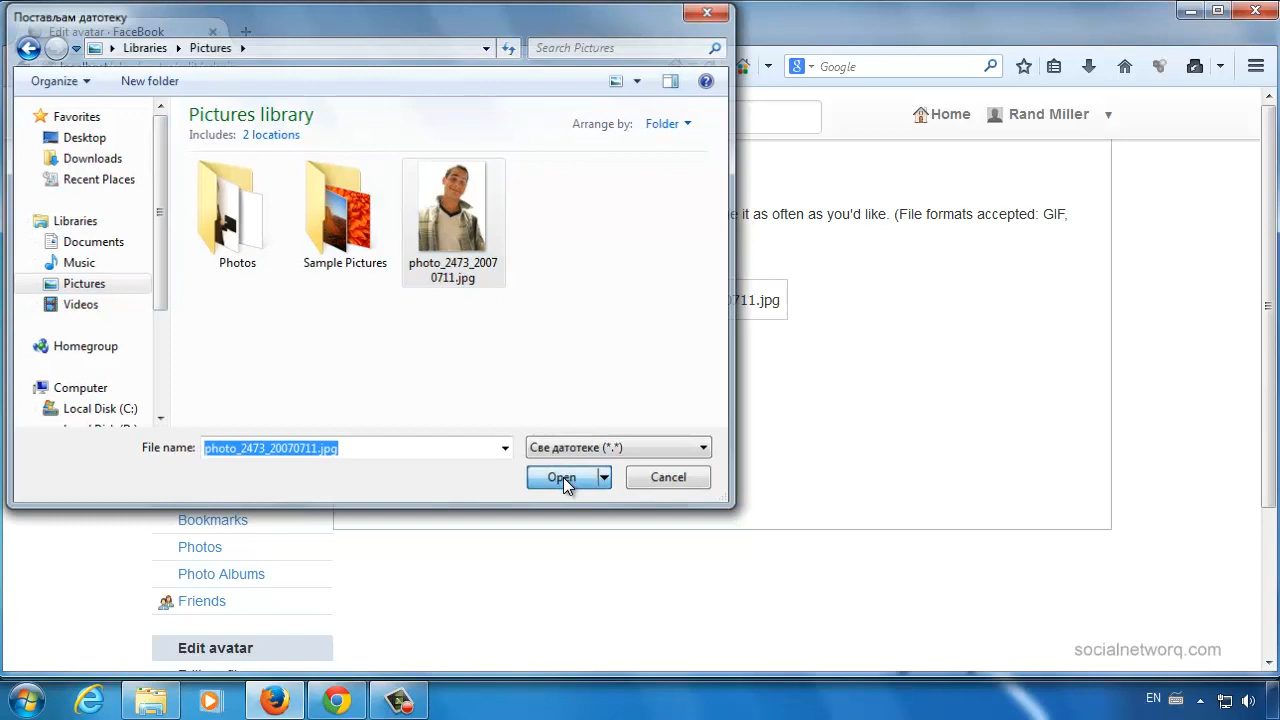 Постављам датотеку
Edit avatar - FaceBook
Libraries
Pictures
Search Pictures
Google
Organize
New folder
Home
Rand Miller
Favorites
Desktop
Downloads
Recent Places
Libraries
Documents
Music
Pictures
Videos
Homegroup
Computer
Local Disk (C:)
Pictures library
Includes: 2 locations
Arrange by: Folder
Photos
Sample Pictures
photo_2473_2007
0711.jpg
it as often as you'd like. (File formats accepted: GIF,
711.jpg
File name: photo_2473_20070711.jpg
Све датотеке (*.*)
Open
Cancel
Bookmarks
Photos
Photo Albums
Friends
Edit avatar
socialnetworq.com
EN